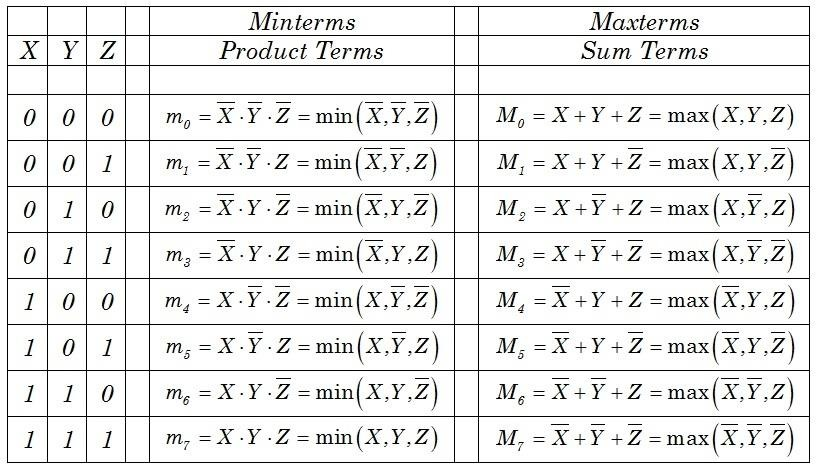 Minterms Maxterms
X Y Z Product Terms Sum Terms
0 0 0 m₀ = X̅ · Y̅ · Z̅ = min(X̅,Y̅,Z̅) M₀ = X + Y + Z = max(X,Y,Z)
0 0 1 m₁ = X̅ · Y̅ · Z = min(X̅,Y̅,Z) M₁ = X + Y + Z̅ = max(X,Y,Z̅)
0 1 0 m₂ = X̅ · Y · Z̅ = min(X̅,Y,Z̅) M₂ = X + Y̅ + Z = max(X,Y̅,Z)
0 1 1 m₃ = X̅ · Y · Z = min(X̅,Y,Z) M₃ = X + Y̅ + Z̅ = max(X,Y̅,Z̅)
1 0 0 m₄ = X · Y̅ · Z̅ = min(X,Y̅,Z̅) M₄ = X̅ + Y + Z = max(X̅,Y,Z)
1 0 1 m₅ = X · Y̅ · Z = min(X,Y̅,Z) M₅ = X̅ + Y + Z̅ = max(X̅,Y,Z̅)
1 1 0 m₆ = X · Y · Z̅ = min(X,Y,Z̅) M₆ = X̅ + Y̅ + Z = max(X̅,Y̅,Z)
1 1 1 m₇ = X · Y · Z = min(X,Y,Z) M₇ = X̅ + Y̅ + Z̅ = max(X̅,Y̅,Z̅)